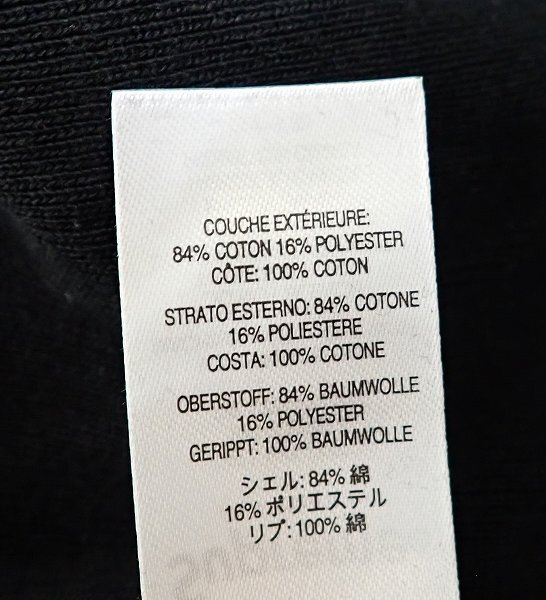 COUCHE EXTÉRIEURE:
84% COTON 16% POLYESTER
CÔTE: 100% COTON
STRATO ESTERNO: 84% COTONE
16% POLIESTERE
COSTA: 100% COTONE
OBERSTOFF: 84% BAUMWOLLE
16% POLYESTER
GERIPPT: 100% BAUMWOLLE
シェル: 84% 綿
16% ポリエステル
リブ: 100% 綿